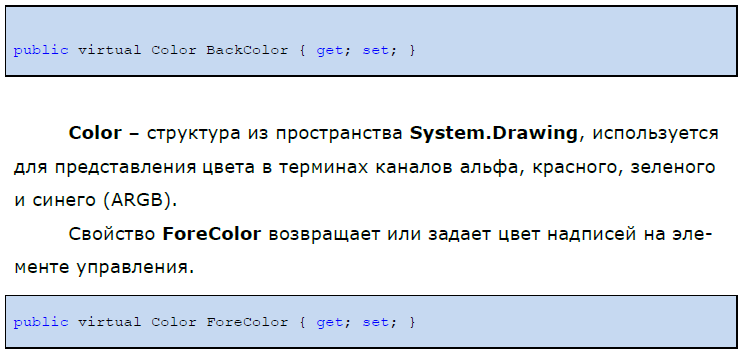 public virtual Color BackColor { get; set; }
Color – структура из пространства System.Drawing, используется
для представления цвета в терминах каналов альфа, красного, зеленого
и синего (ARGB).
Свойство ForeColor возвращает или задает цвет надписей на эле-
менте управления.
public virtual Color ForeColor { get; set; }